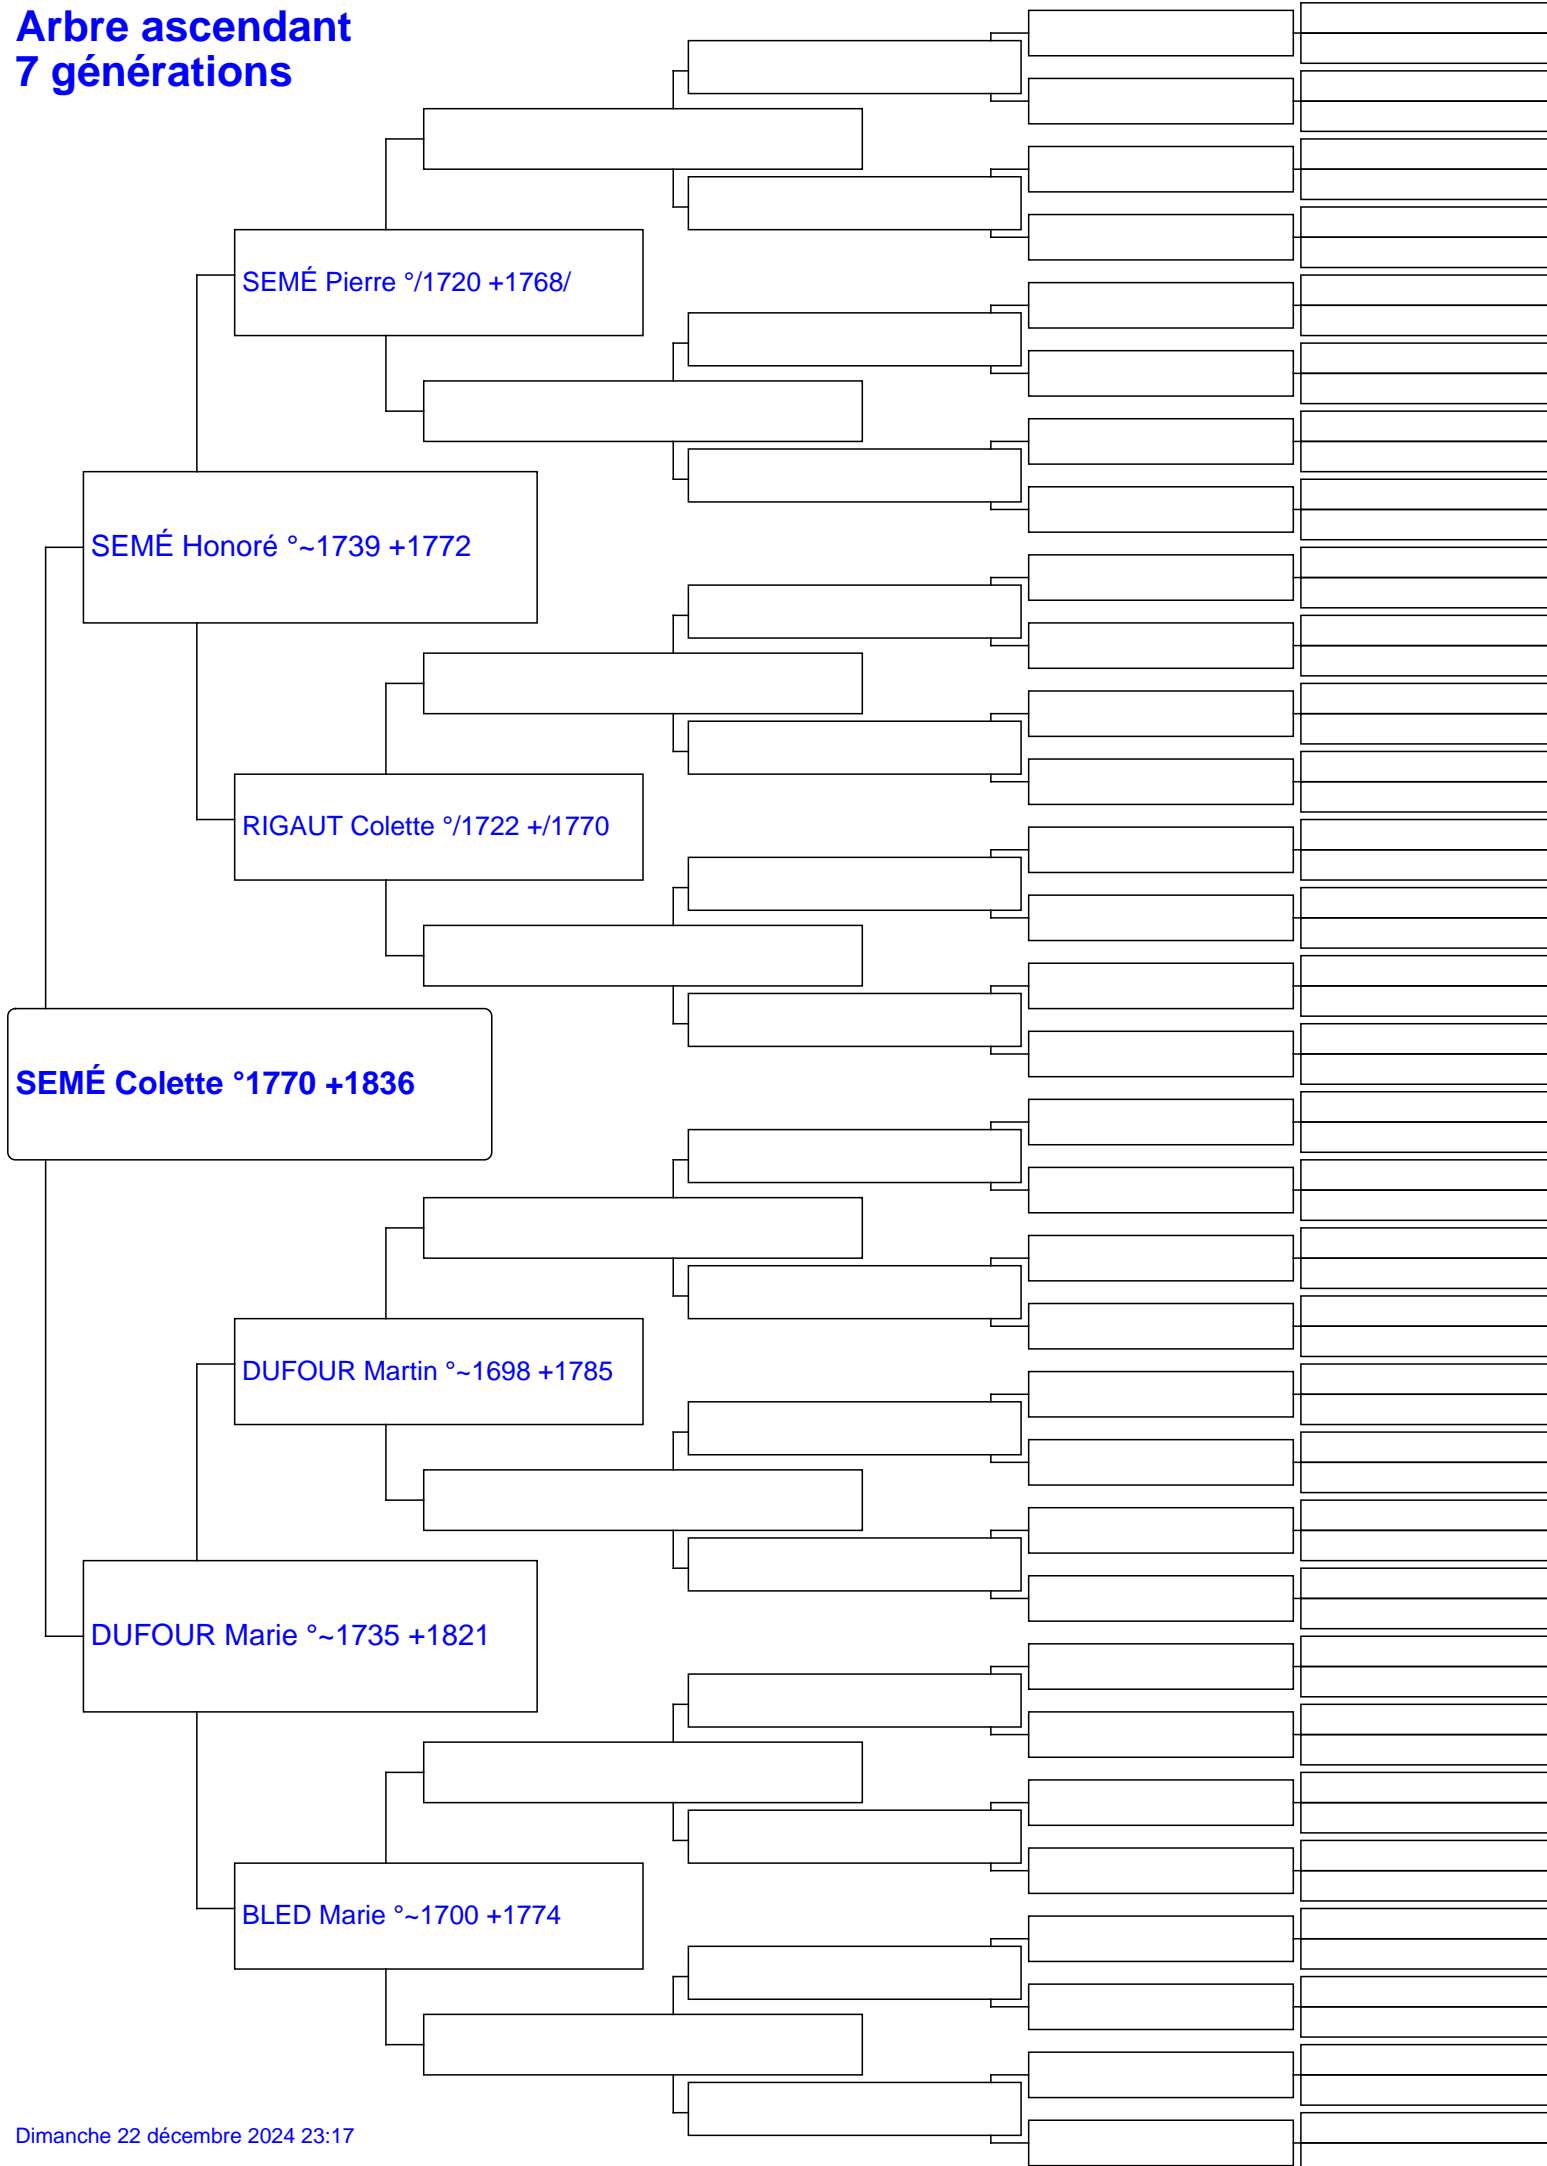 Arbre ascendant
7 générations
SEMÉ Pierre °/1720 +1768/
SEMÉ Honoré °~1739 +1772
RIGAUT Colette °/1722 +/1770
SEMÉ Colette °1770 +1836
DUFOUR Martin °~1698 +1785
DUFOUR Marie °~1735 +1821
BLED Marie °~1700 +1774
Dimanche 22 décembre 2024 23:17